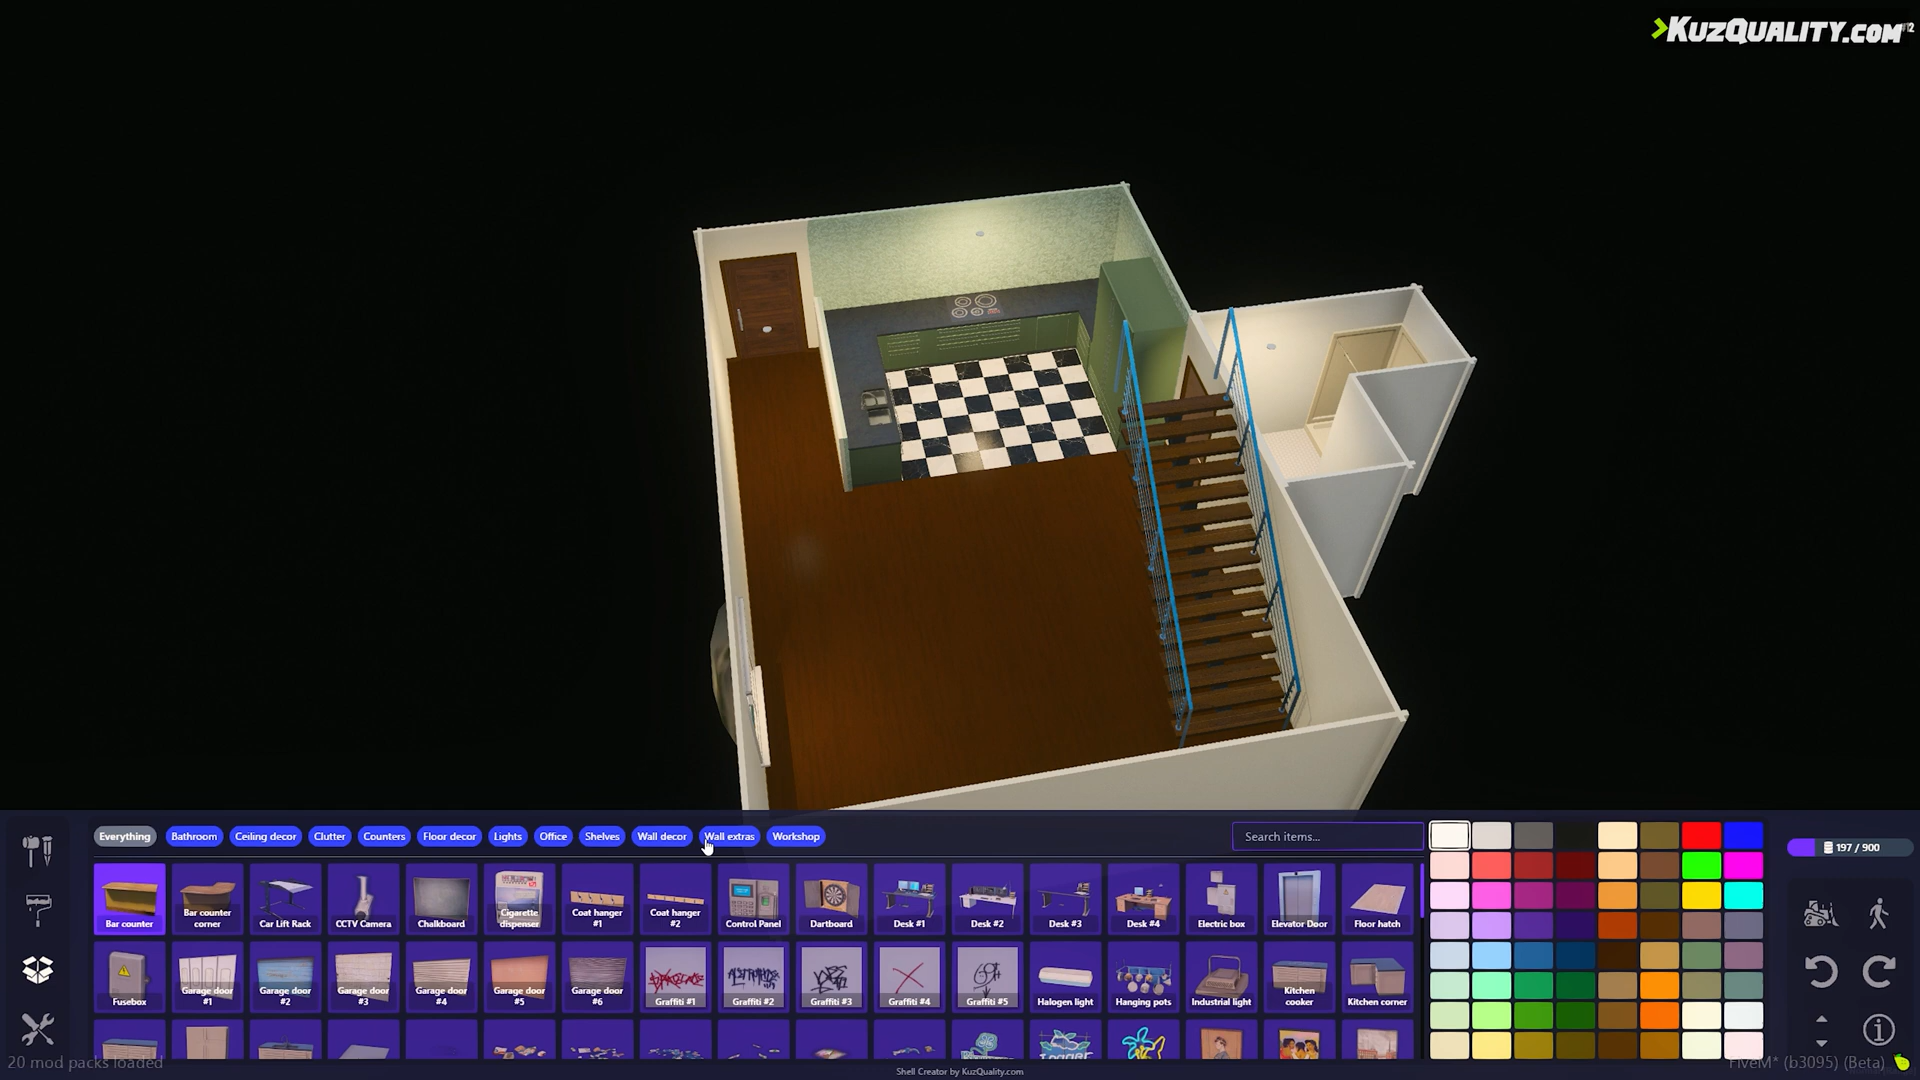 KUZQUALITY.COM
Everything Bathroom Ceiling decor Clutter Counters Floor decor Lights Office Shelves Wall decor Wall extras Workshop
Search items...
197 / 900
Bar counter
Bar counter corner
Car Lift Rack
CCTV Camera
Chalkboard
Cigarette dispenser
Coat hanger #1
Coat hanger #2
Control Panel
Dartboard
Desk #1
Desk #2
Desk #3
Desk #4
Electric box
Elevator Door
Floor hatch
Fusebox
Garage door #1
Garage door #2
Garage door #3
Garage door #4
Garage door #5
Garage door #6
Graffiti #1
Graffiti #2
Graffiti #3
Graffiti #4
Graffiti #5
Halogen light
Hanging pots
Industrial light
Kitchen cooker
Kitchen corner
20 mod packs loaded
Shell Creator by KuzQuality.com
FiveM* (b3095) (Beta)